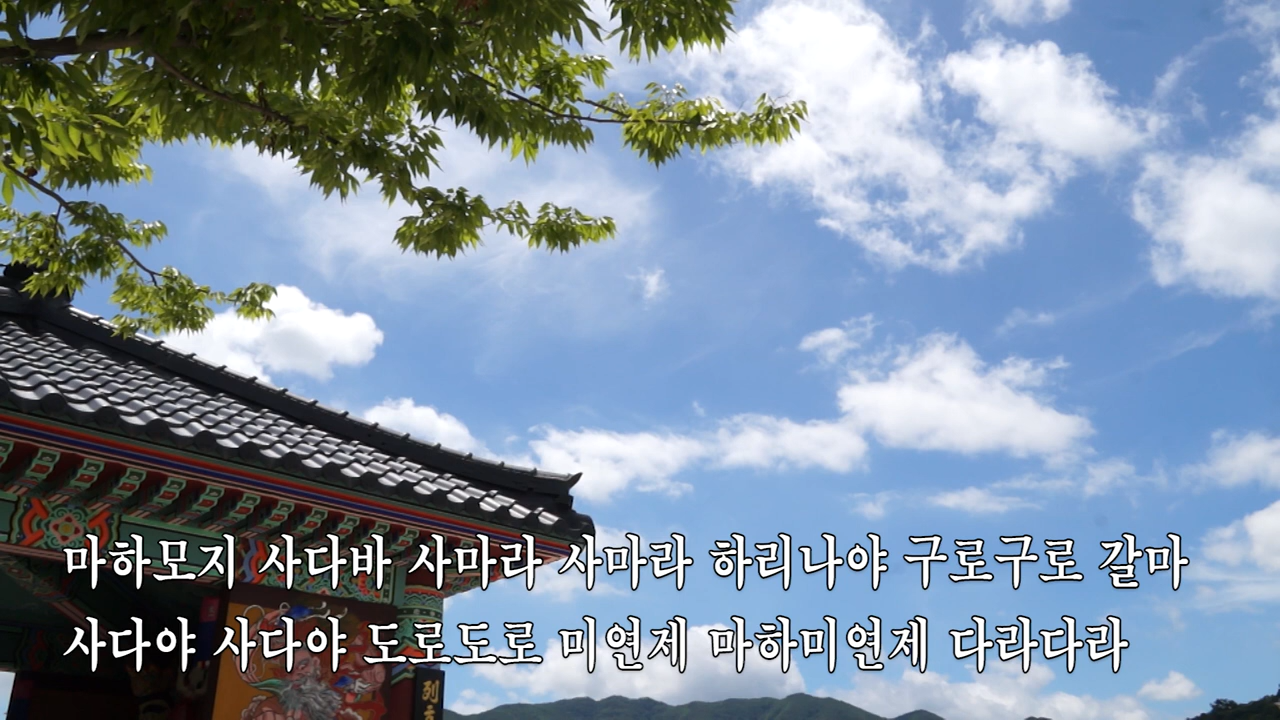 마하모지 사다바 사마라 사마라 하리나야 구로구로 갈마
사다야 사다야 도로도로 미연제 마하미연제 다라다라
列